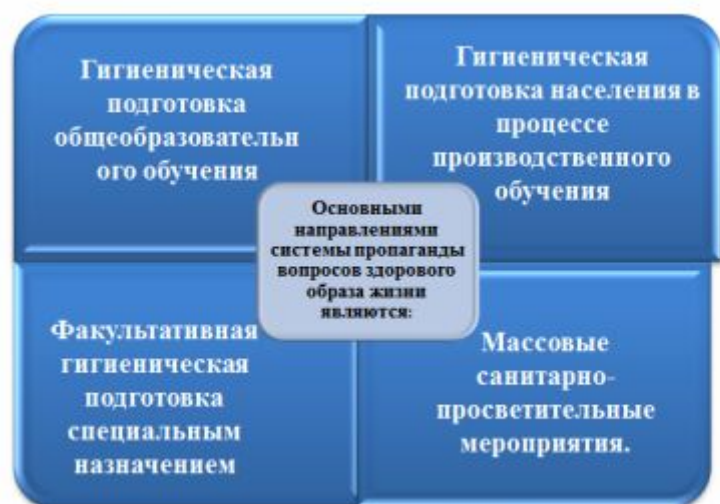 Гигиеническая
подготовка
общеобразовательн
ого обучения
Гигиеническая
подготовка населения в
процессе
производственного
обучения
Основными
направлениями
системы пропаганды
вопросов здорового
образа жизни
являются:
Факультативная
гигиеническая
подготовка
специальным
назначением
Массовые
санитарно-
просветительные
мероприятия.